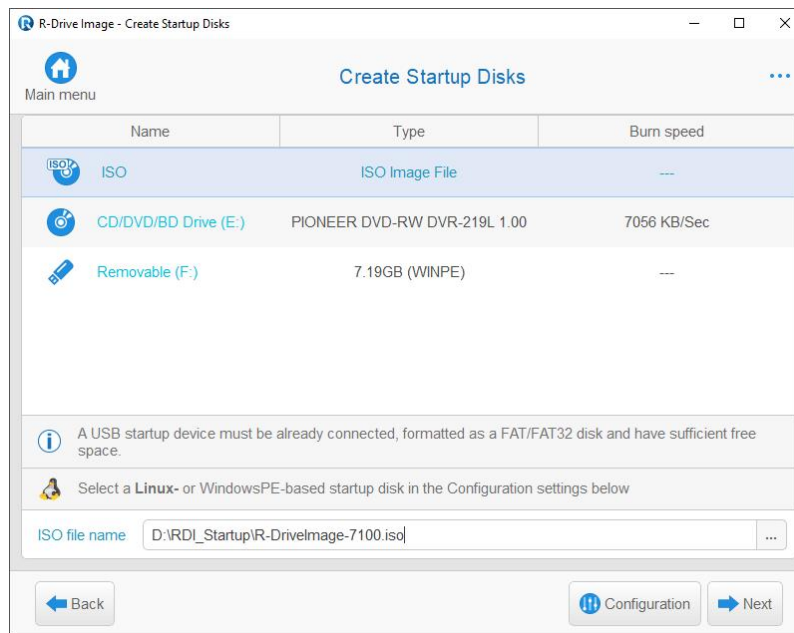 R-Drive Image - Create Startup Disks
Main menu
Create Startup Disks
Name Type Burn speed
ISO ISO ISO Image File ---
CD/DVD/BD Drive (E:) PIONEER DVD-RW DVR-219L 1.00 7056 KB/Sec
Removable (F:) 7.19GB (WINPE) ---
A USB startup device must be already connected, formatted as a FAT/FAT32 disk and have sufficient free
space.
Select a Linux- or WindowsPE-based startup disk in the Configuration settings below
ISO file name D:\RDI_Startup\R-DriveImage-7100.iso ...
Back Configuration Next